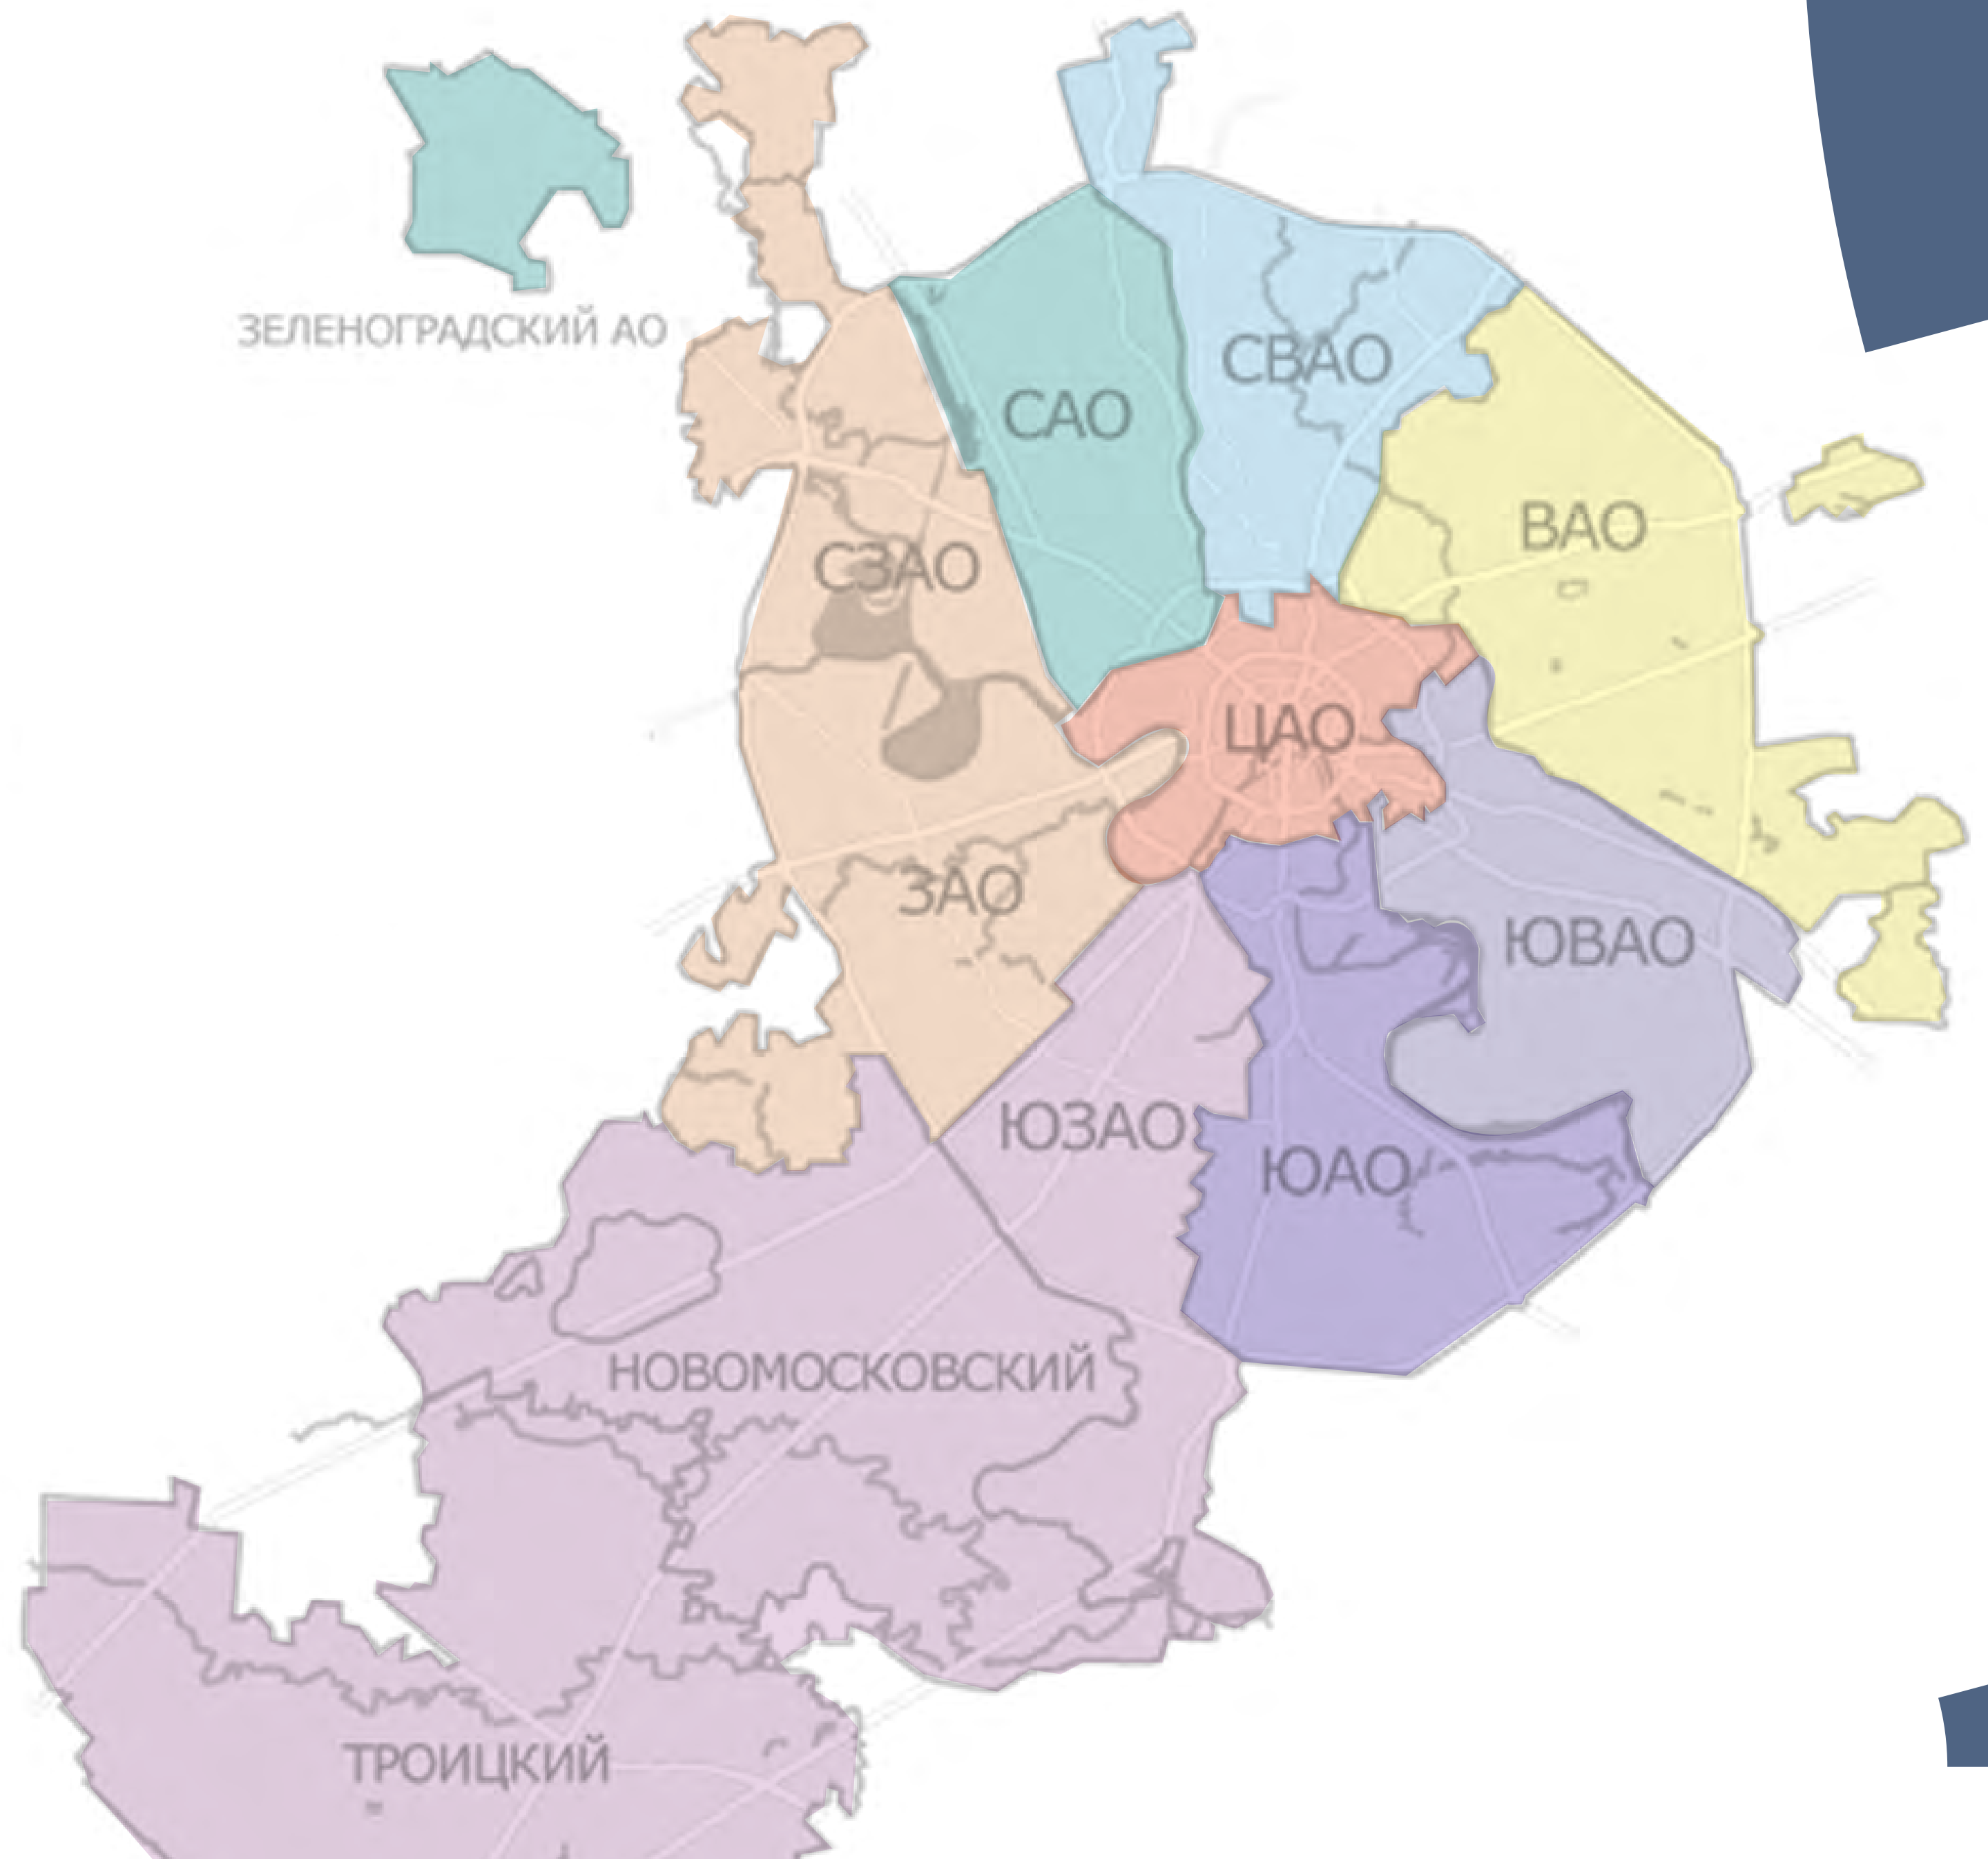 ЗЕЛЕНОГРАДСКИЙ АО
СВАО
САО
ВАО
СЗАО
ЦАО
ЗАО
ЮВАО
ЮЗАО
ЮАО
НОВОМОСКОВСКИЙ
ТРОИЦКИЙ